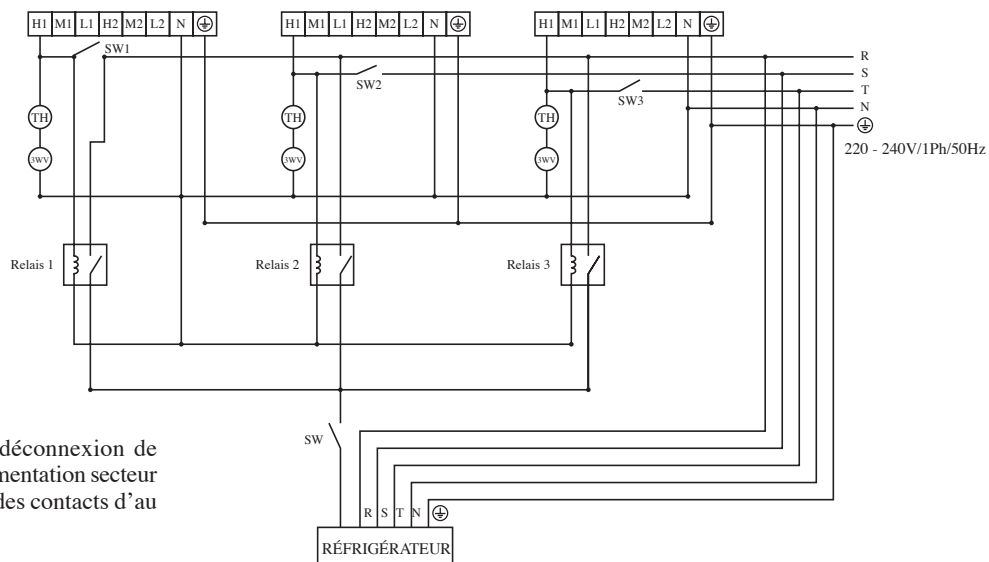 H1 M1 L1 H2 M2 L2 N
H1 M1 L1 H2 M2 L2 N
H1 M1 L1 H2 M2 L2 N
SW1
SW2
SW3
R
S
T
N
220 - 240V/1Ph/50Hz
TH
TH
TH
3WV
3WV
3WV
Relais 1
Relais 2
Relais 3
SW
déconnexion de
mentation secteur
des contacts d’au
R S T N
RÉFRIGÉRATEUR